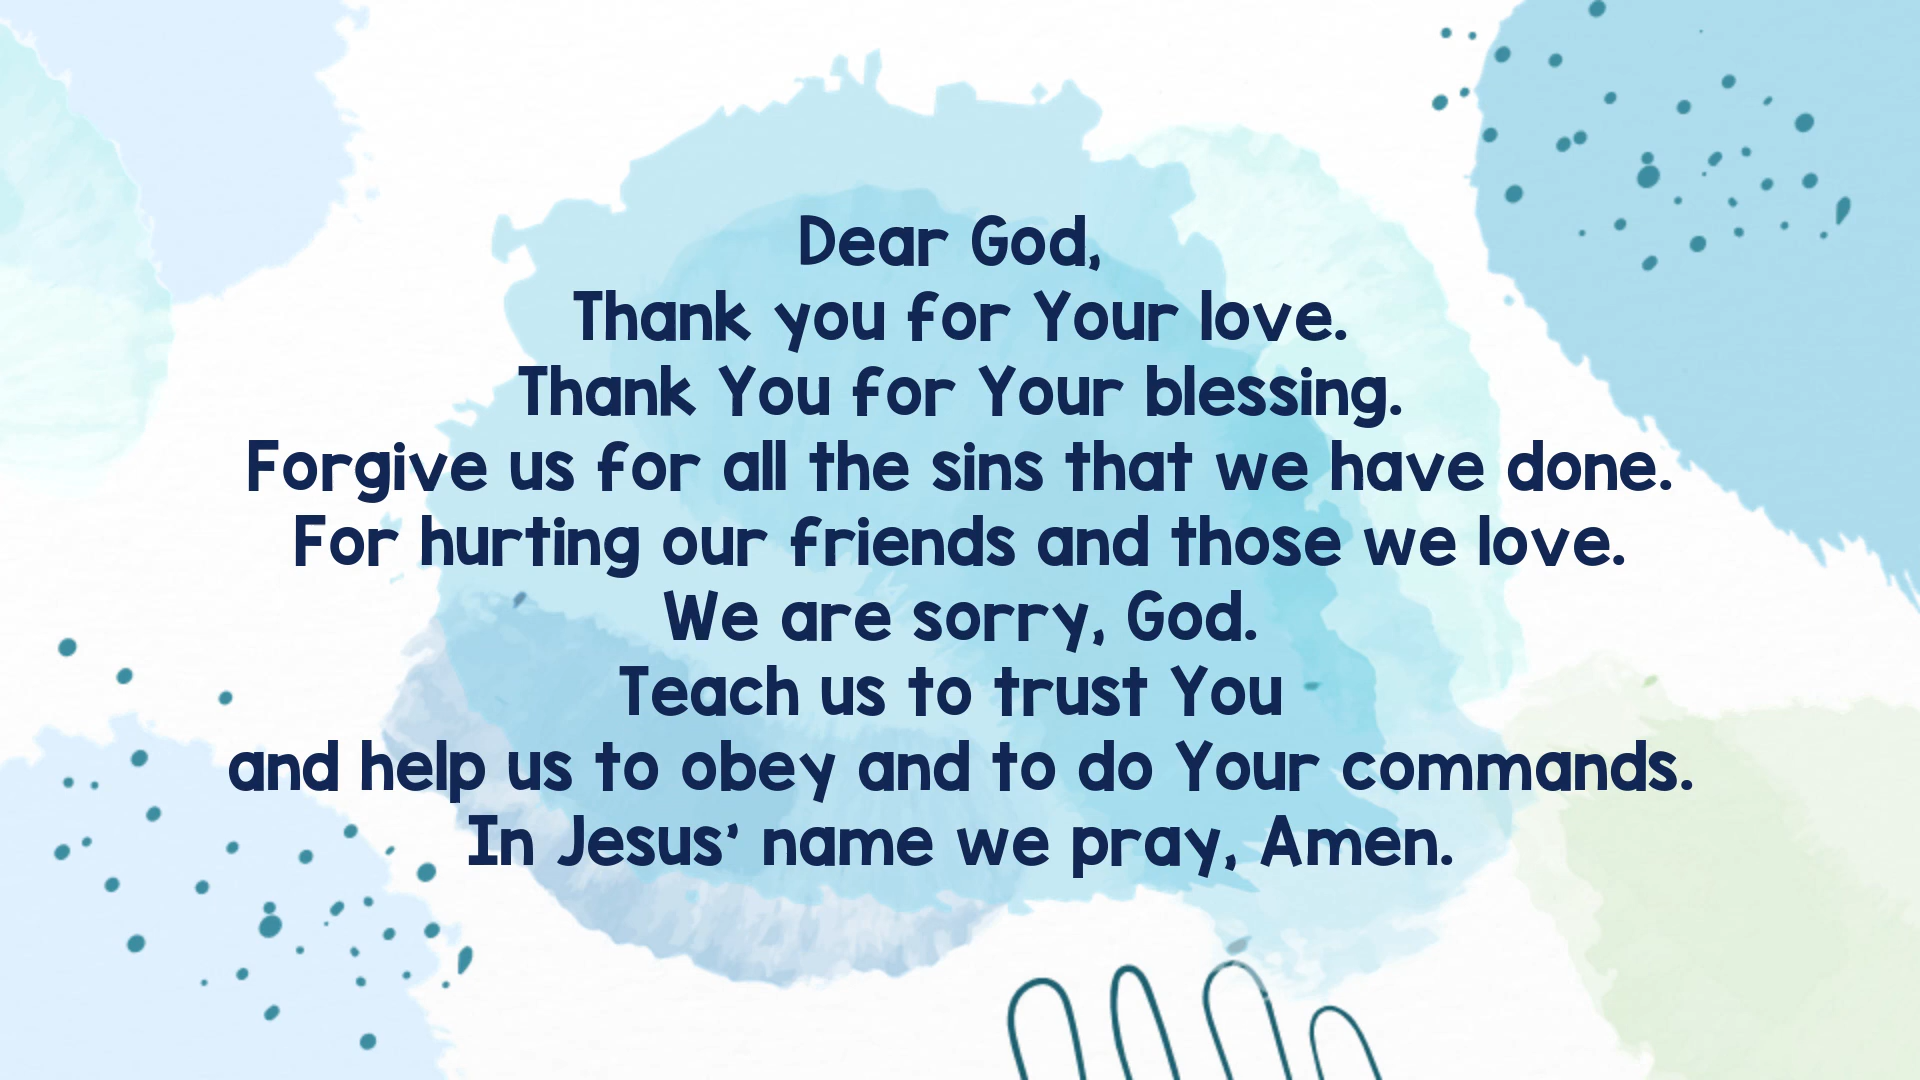 Dear God,
Thank you for Your love.
Thank You for Your blessing.
Forgive us for all the sins that we have done.
For hurting our friends and those we love.
We are sorry, God.
Teach us to trust You
and help us to obey and to do Your commands.
In Jesus’ name we pray, Amen.